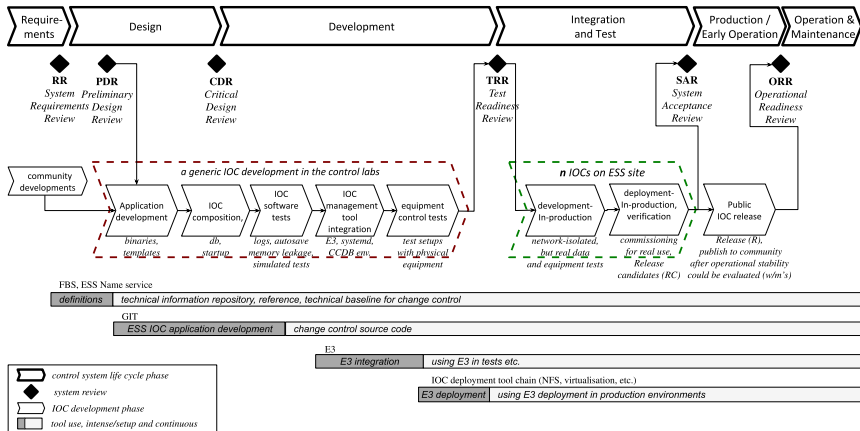 Require-
ments
Design
Development
Integration
and Test
Production /
Early Operation
Operation &
Maintenance
RR
System
Requirements
Review
PDR
Preliminary
Design
Review
CDR
Critical
Design
Review
TRR
Test
Readiness
Review
SAR
System
Acceptance
Review
ORR
Operational
Readiness
Review
community
developments
a generic IOC development in the control labs
n IOCs on ESS site
Application
development
IOC
composition,
IOC
software
tests
IOC
management
tool
integration
equipment
control tests
development-
In-production
deployment-
In-production,
verification
Public
IOC release
binaries,
templates
db,
startup
logs, autosave
memory leakage,
simulated tests
E3, systemd,
CCDB env.
test setups
with physical
equipment
network-isolated,
but real data
and equipment tests
commissioning
for real use,
Release
candidates (RC)
Release (R),
publish to community
after operational stability
could be evaluated (w/m's)
FBS, ESS Name service
definitions
technical information repository, reference, technical baseline for change control
GIT
ESS IOC application development
change control source code
E3
E3 integration
using E3 in tests etc.
IOC deployment tool chain (NFS, virtualisation, etc.)
E3 deployment
using E3 deployment in production environments
control system life cycle phase
system review
IOC development phase
tool use, intense/setup and continuous